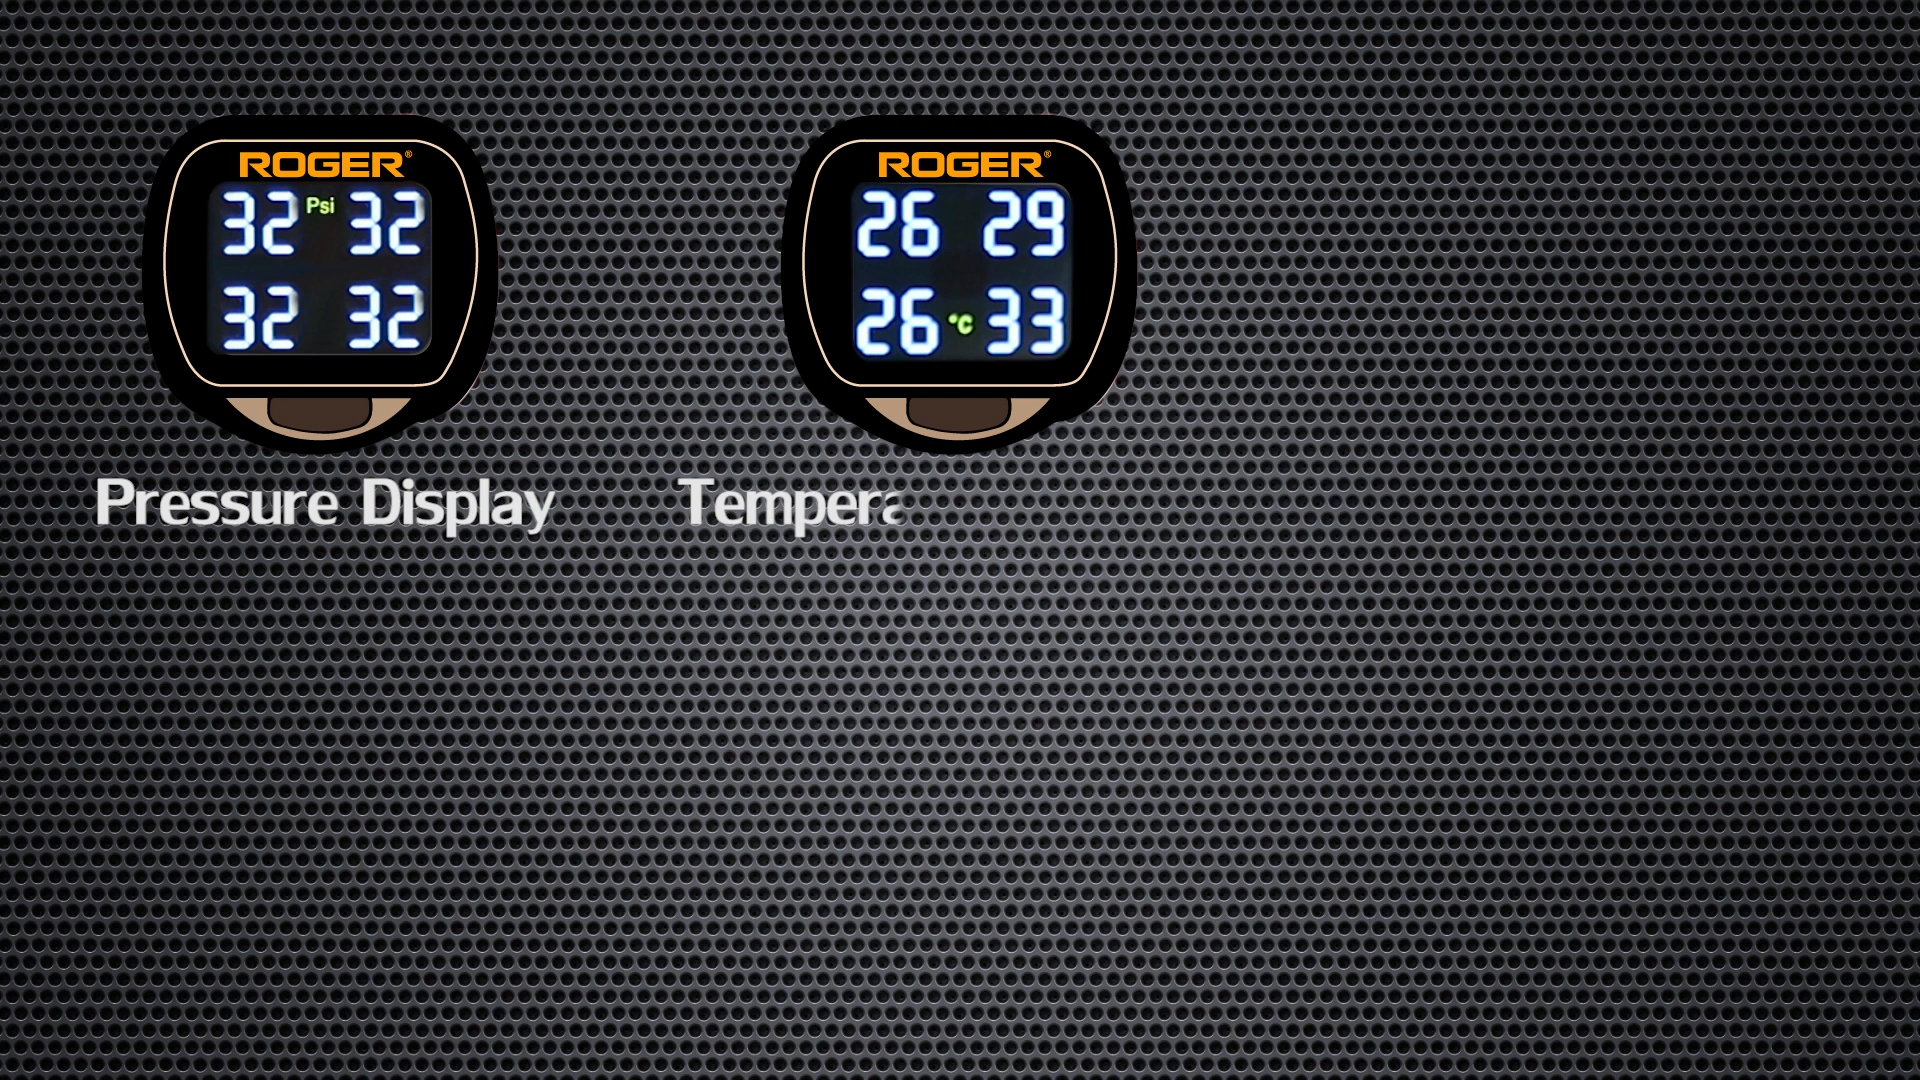 ROGER®
32 Psi 32
32 32
Pressure Display
ROGER®
26 29
26 °C 33
Tempera